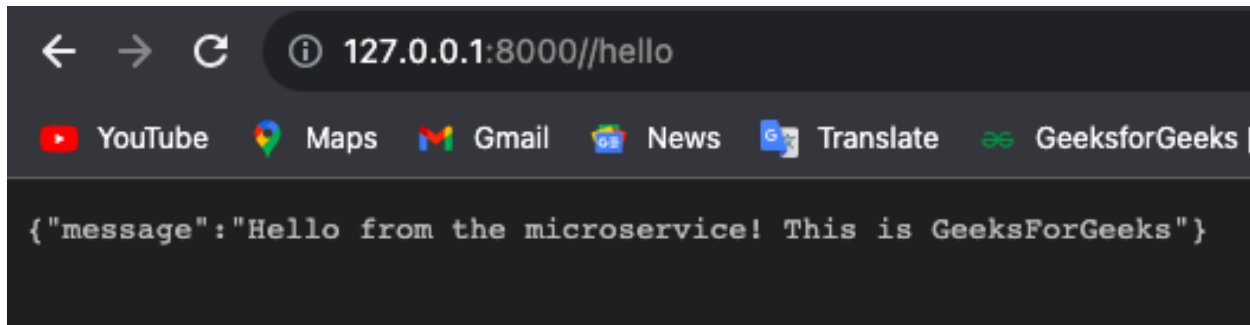 127.0.0.1:8000//hello
YouTube Maps Gmail News Translate GeeksforGeeks |
{"message":"Hello from the microservice! This is GeeksForGeeks"}